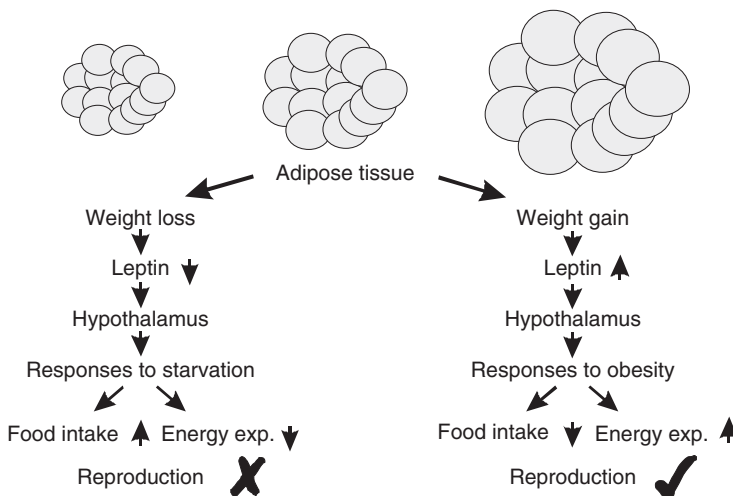 Adipose tissue
Weight loss
Leptin
Hypothalamus
Responses to starvation
Food intake
Energy exp.
Reproduction
Weight gain
Leptin
Hypothalamus
Responses to obesity
Food intake
Energy exp.
Reproduction